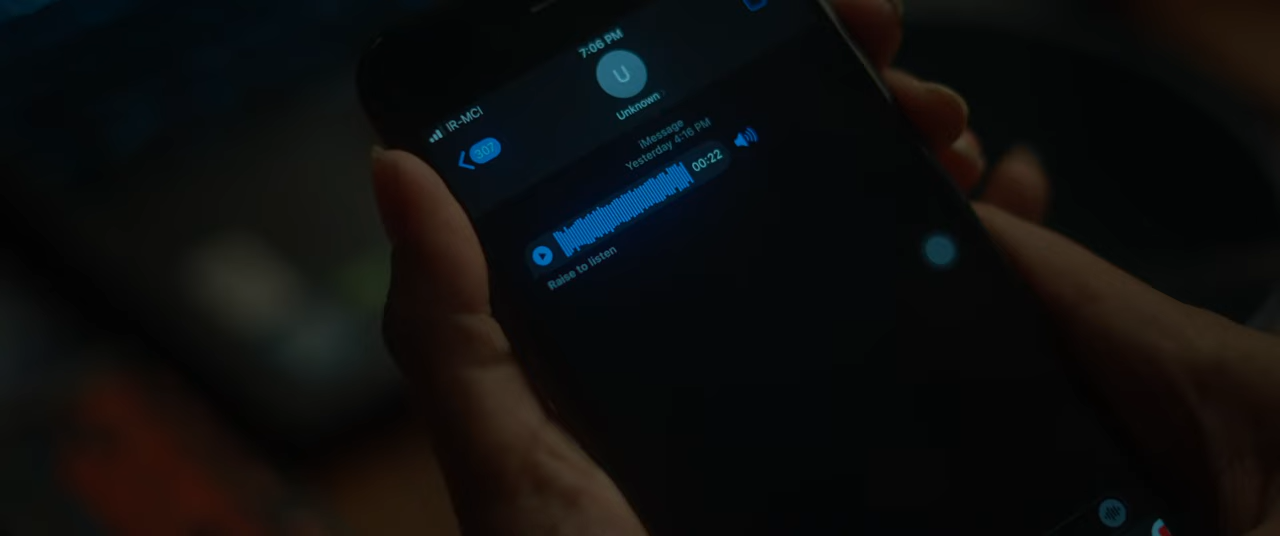 7:06 PM
IR-MCI
307
U
Unknown
iMessage
Yesterday 4:16 PM
00:22
Raise to listen